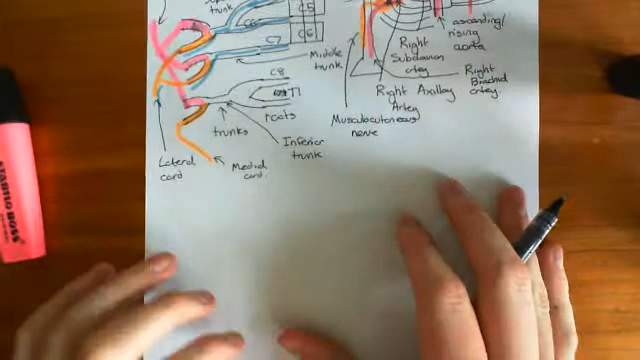 trunk
C5
C6
C6
C7
Middle
trunk
C8
T1
roots
trunks
Inferior
trunk
Lateral
cord
Medial
cord
ascending/
rising
aorta
Right
Subclavian
artery
Right
Brachial
artery
Right Axillary
Artery
Musculocutaneous
nerve
STABILO BOSS